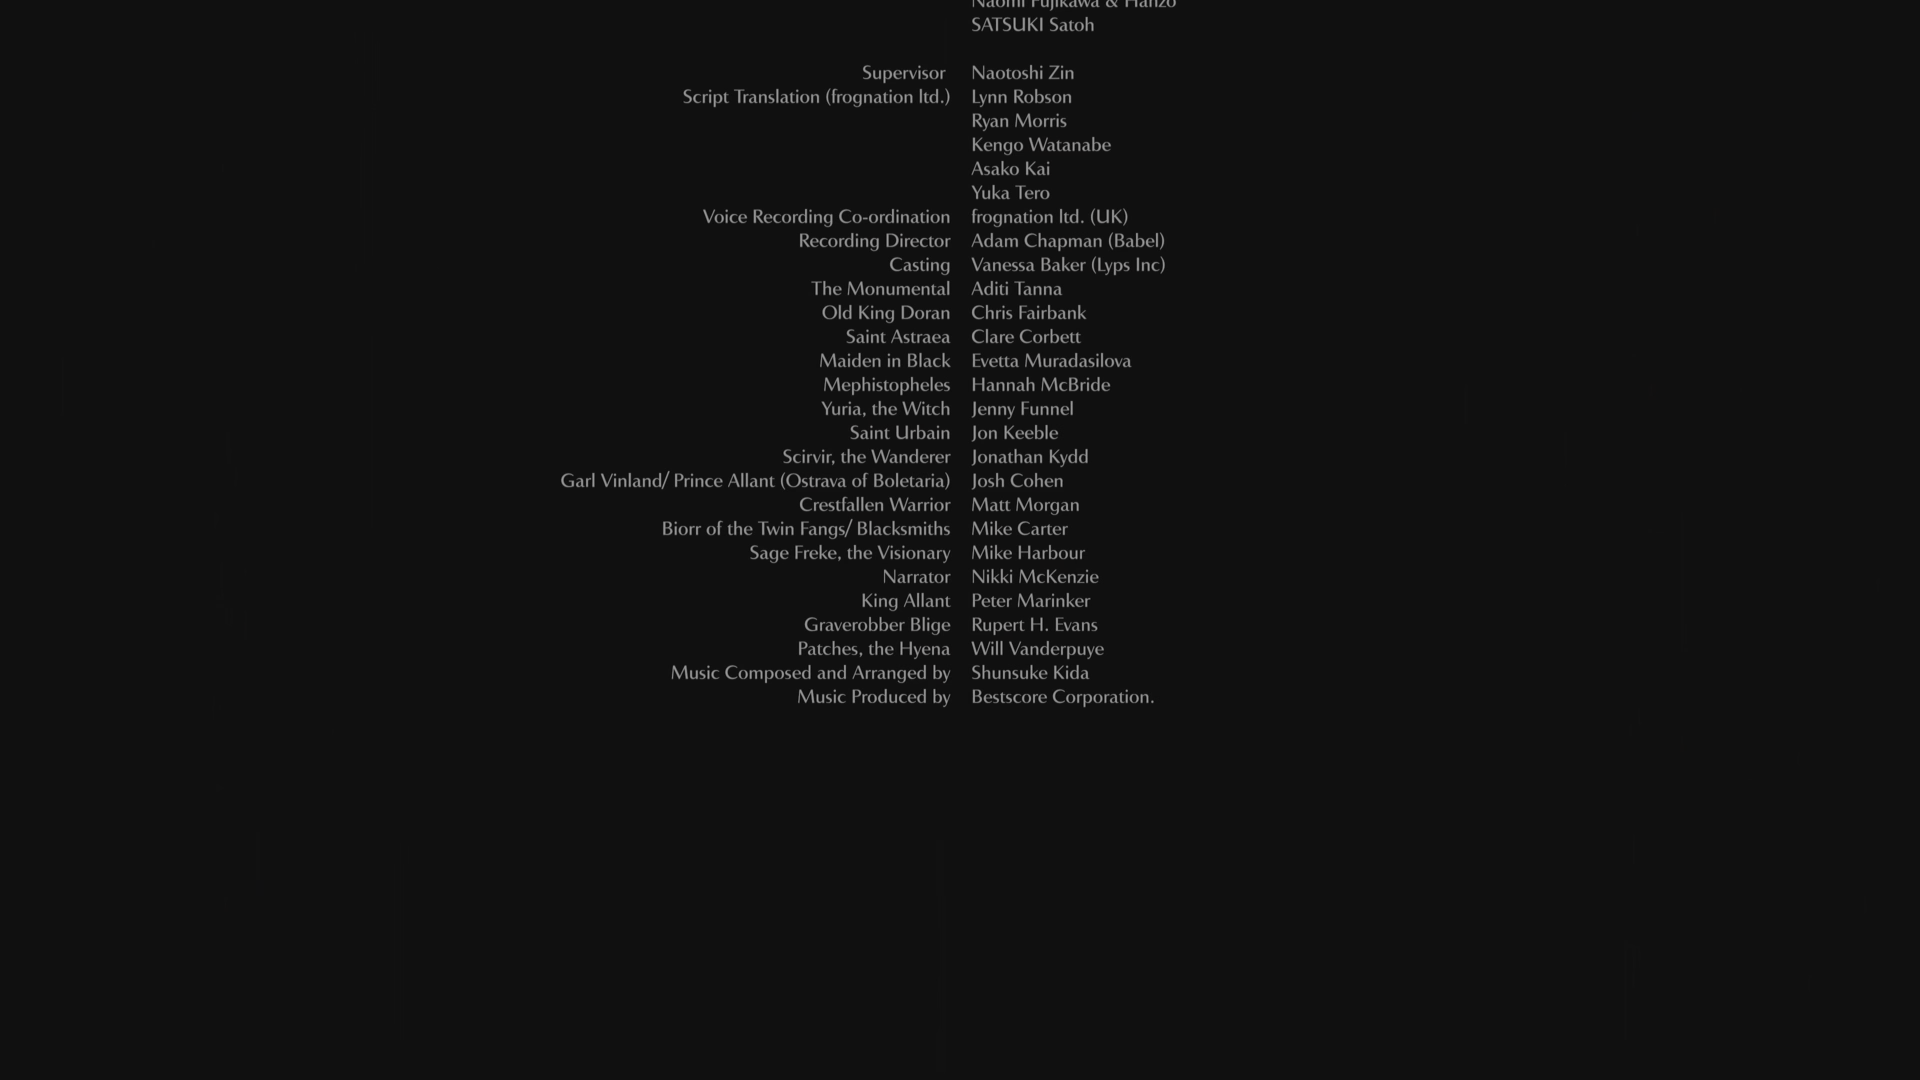 Naomi Fujikawa & Hanzo
SATSUKI Satoh
Supervisor Naotoshi Zin
Script Translation (frognation ltd.) Lynn Robson
Ryan Morris
Kengo Watanabe
Asako Kai
Yuka Tero
Voice Recording Co-ordination frognation ltd. (UK)
Recording Director Adam Chapman (Babel)
Casting Vanessa Baker (Lyps Inc)
The Monumental Aditi Tanna
Old King Doran Chris Fairbank
Saint Astraea Clare Corbett
Maiden in Black Evetta Muradasilova
Mephistopheles Hannah McBride
Yuria, the Witch Jenny Funnel
Saint Urbain Jon Keeble
Scirvir, the Wanderer Jonathan Kydd
Garl Vinland/ Prince Allant (Ostrava of Boletaria) Josh Cohen
Crestfallen Warrior Matt Morgan
Biorr of the Twin Fangs/ Blacksmiths Mike Carter
Sage Freke, the Visionary Mike Harbour
Narrator Nikki McKenzie
King Allant Peter Marinker
Graverobber Blige Rupert H. Evans
Patches, the Hyena Will Vanderpuye
Music Composed and Arranged by Shunsuke Kida
Music Produced by Bestscore Corporation.